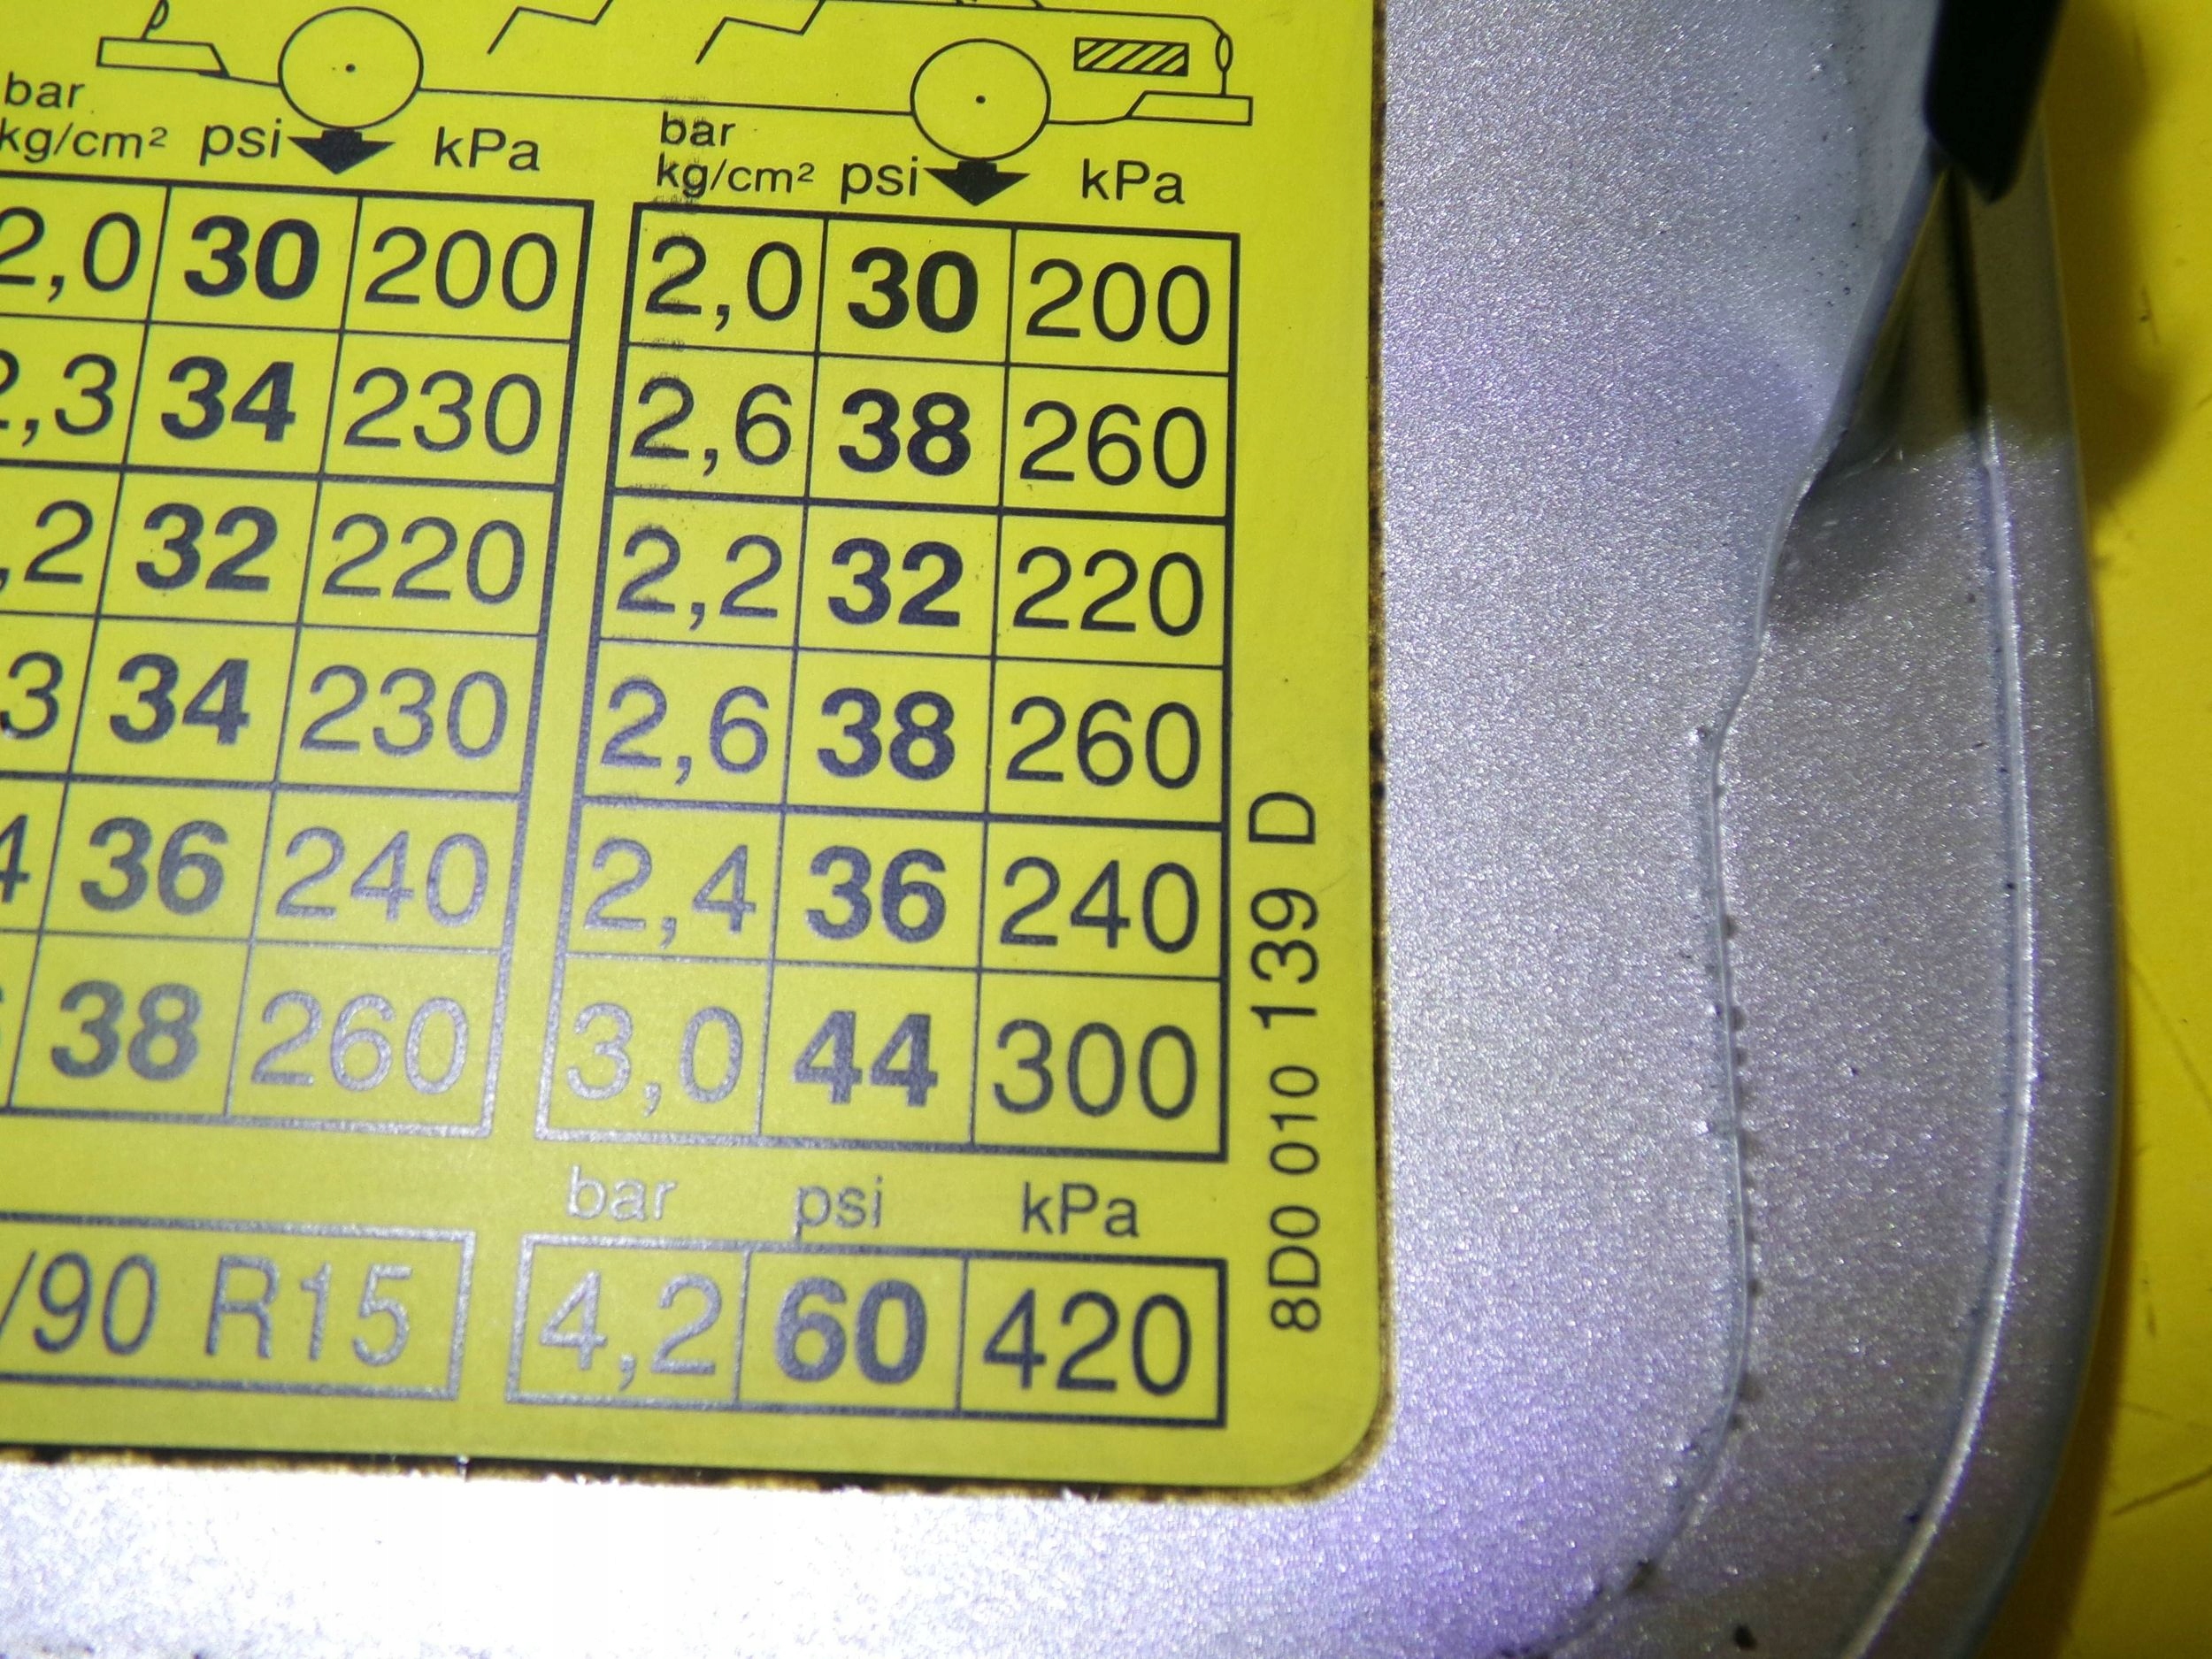 bar bar
kg/cm² psi kPa kg/cm² psi kPa
2,0 30 200 2,0 30 200
2,3 34 230 2,6 38 260
,2 32 220 2,2 32 220
3 34 230 2,6 38 260
4 36 240 2,4 36 240
38 260 3,0 44 300
bar psi kPa
/90 R15 4,2 60 420
8D0 010 139 D